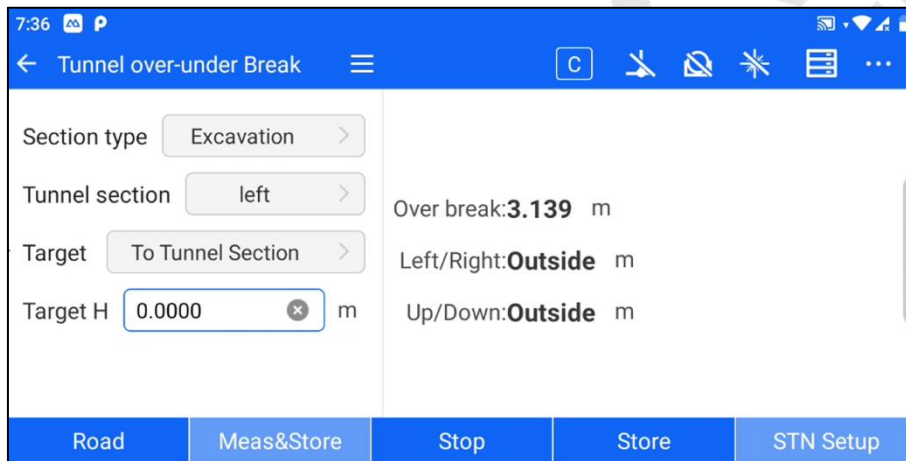 7:36
Tunnel over-under Break
C
Section type Excavation
Tunnel section left
Target To Tunnel Section
Target H 0.0000 m
Over break:3.139 m
Left/Right:Outside m
Up/Down:Outside m
Road Meas&Store Stop Store STN Setup